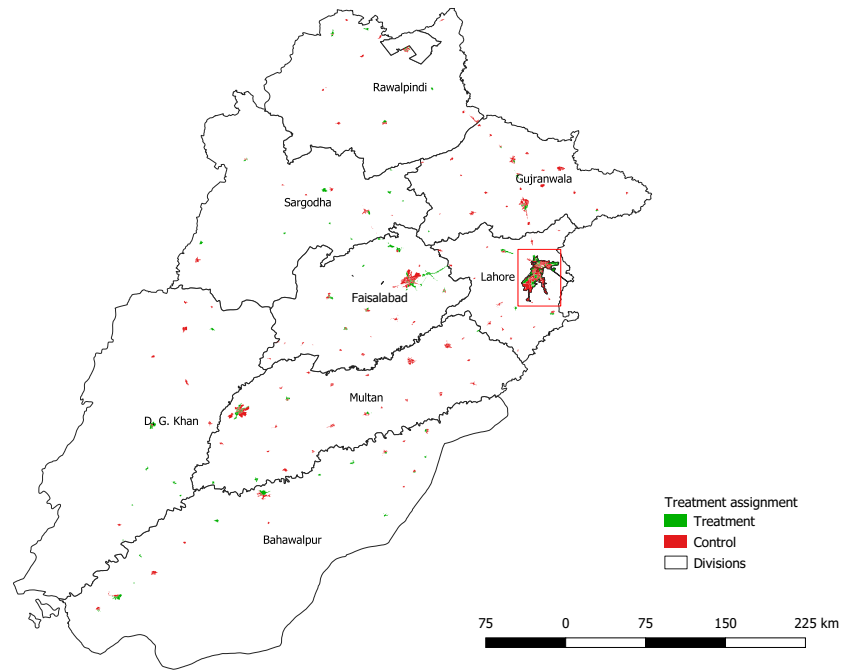 Rawalpindi
Gujranwala
Sargodha
Lahore
Faisalabad
Multan
D. G. Khan
Bahawalpur
Treatment assignment
Treatment
Control
Divisions
75 0 75 150 225 km